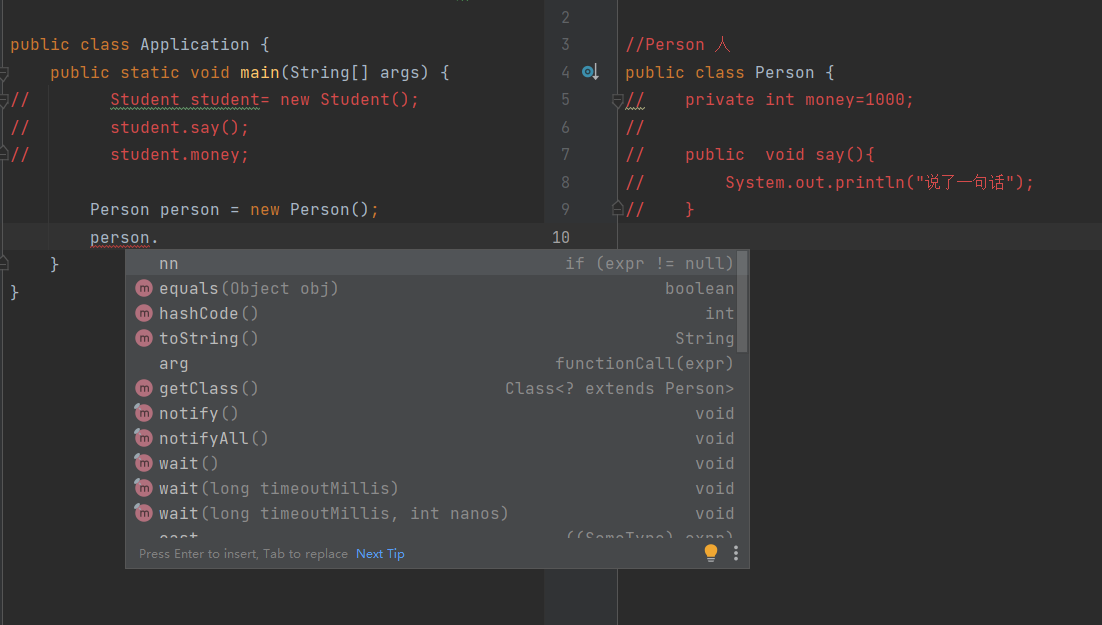 public class Application {
public static void main(String[] args) {
// Student student= new Student();
// student.say();
// student.money;
Person person = new Person();
person.
}
}
nn if (expr != null)
equals(Object obj) boolean
hashCode() int
toString() String
arg functionCall(expr)
getClass() Class<? extends Person>
notify() void
notifyAll() void
wait() void
wait(long timeoutMillis) void
wait(long timeoutMillis, int nanos) void
cast ((SomeType) expr)
Press Enter to insert, Tab to replace Next Tip
2
3 //Person 人
4 public class Person {
5 // private int money=1000;
6 //
7 // public  void say(){
8 // System.out.println("说了一句话");
9 // }
10